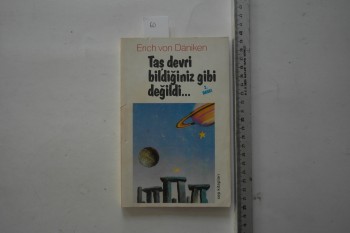 Erich von Däniken
Taş devri
bildiğiniz gibi
değildi...